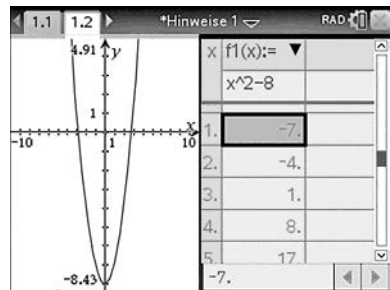 1.1 1.2 *Hinweise 1 RAD
4.91 y
1
x
-10 1 10
-8.43
x f1(x):= ▼
x^2-8
1. -7.
2. -4.
3. 1.
4. 8.
5. 17.
-7.